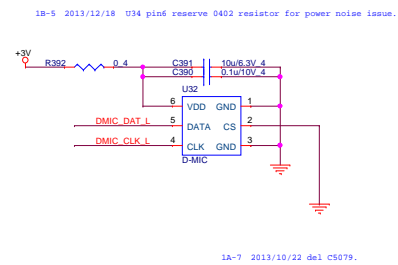 1B-5 2013/12/18 U34 pin6 reserve 0402 resistor for power noise issue.
+3V
R392 0_4 C391 10u/6.3V_4
C390 0.1u/10V_4
U32
6 VDD GND 1
DMIC_DAT_L 5 DATA CS 2
DMIC_CLK_L 4 CLK GND 3
D-MIC
1A-7 2013/10/22 del C5079.